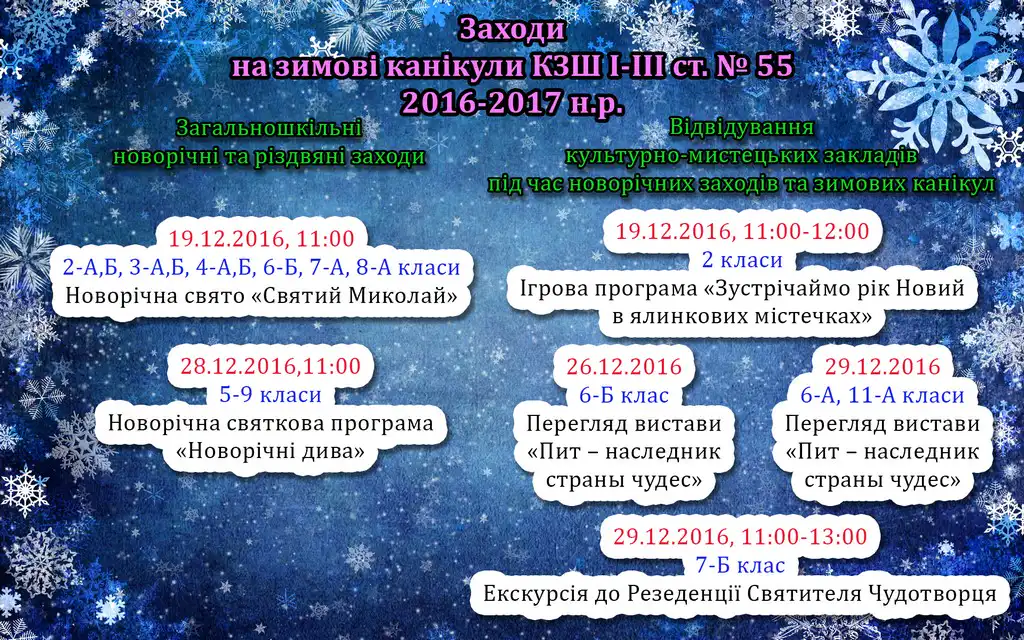 Заходи
на зимові канікули КЗШ І-ІІІ ст. № 55
2016-2017 н.р.
Загальношкільні
новорічні та різдвяні заходи
19.12.2016, 11:00
2-А,Б, 3-А,Б, 4-А,Б, 6-Б, 7-А, 8-А класи
Новорічна свято «Святий Миколай»
28.12.2016,11:00
5-9 класи
Новорічна святкова програма
«Новорічні дива»
Відвідування
культурно-мистецьких закладів
під час новорічних заходів та зимових канікул
19.12.2016, 11:00-12:00
2 класи
Ігрова програма «Зустрічаймо рік Новий
в ялинкових містечках»
26.12.2016
6-Б клас
Перегляд вистави
«Пит – наследник
страны чудес»
29.12.2016
6-А, 11-А класи
Перегляд вистави
«Пит – наследник
страны чудес»
29.12.2016, 11:00-13:00
7-Б клас
Екскурсія до Резеденції Святителя Чудотворця